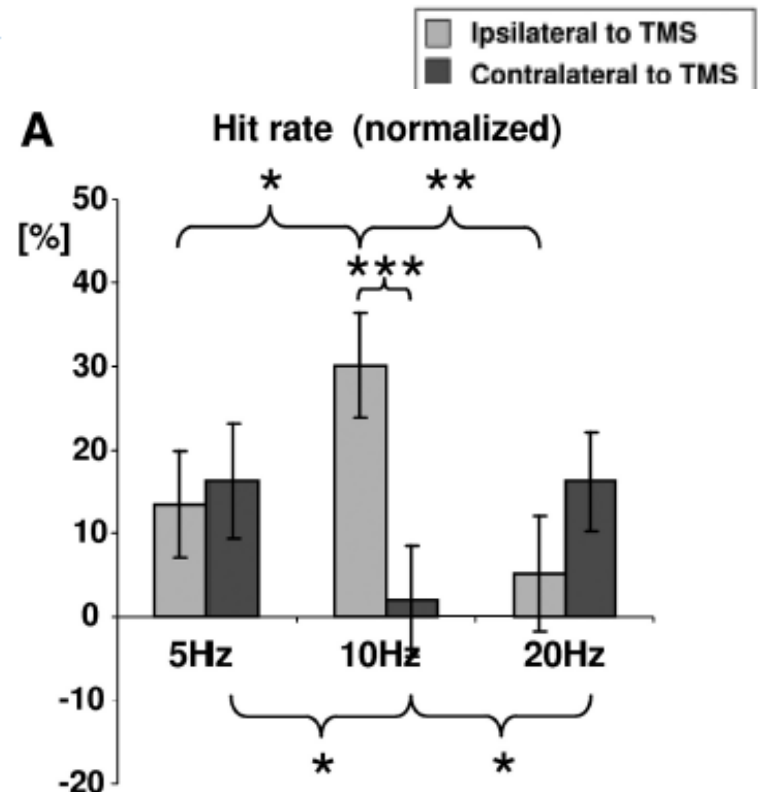 Ipsilateral to TMS
Contralateral to TMS
A
Hit rate (normalized)
* **
50
[%]
***
40
30
20
10
0
5Hz 10Hz 20Hz
-10
* *
-20